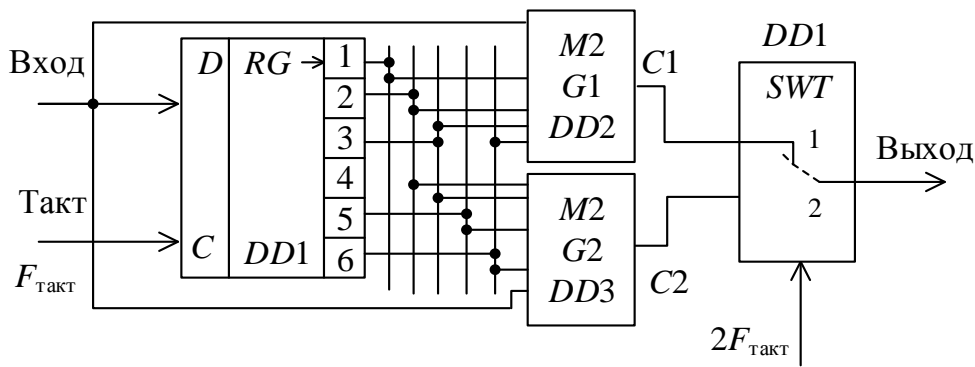 Вход
Такт
Fтакт
D RG
C DD1
1
2
3
4
5
6
M2
G1
DD2
C1
M2
G2
DD3
C2
DD1
SWT
1
2
Выход
2Fтакт